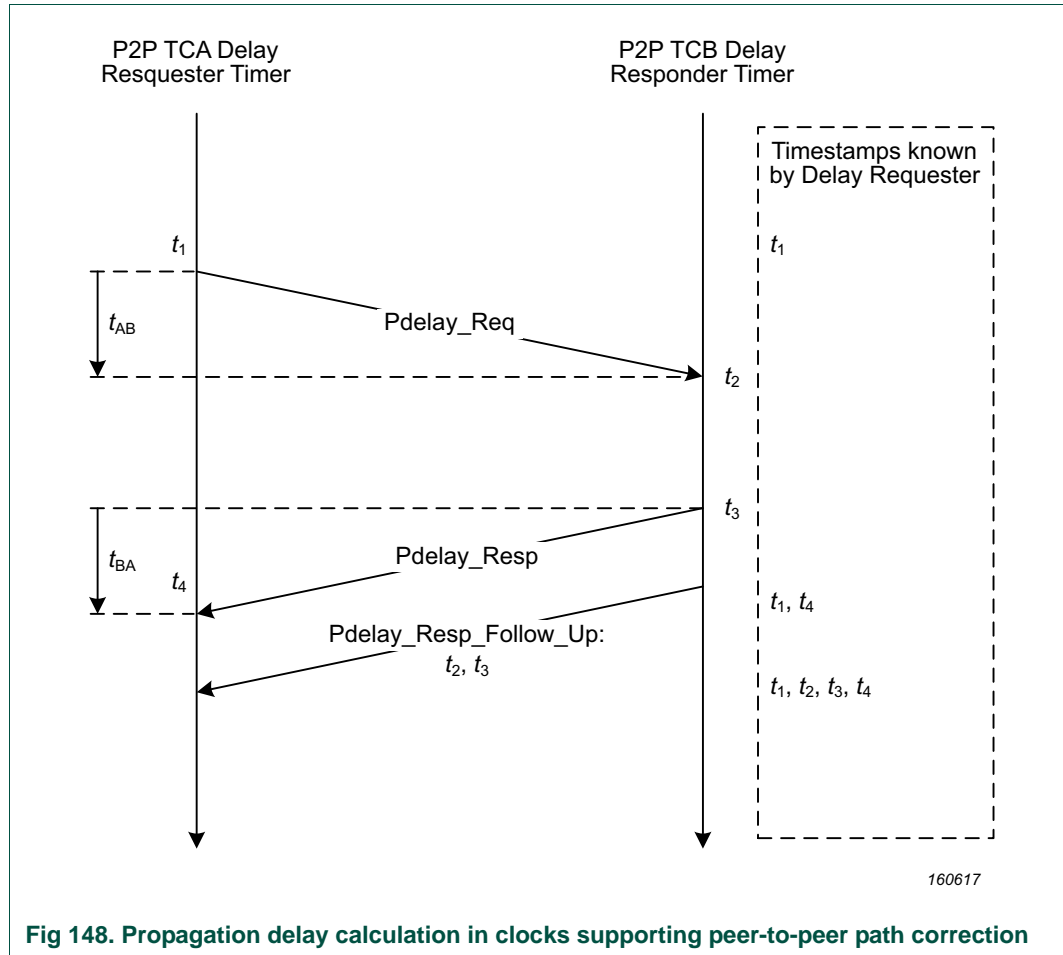 P2P TCA Delay
Resquester Timer
P2P TCB Delay
Responder Timer
Timestamps known
by Delay Requester
t1
t1
tAB
Pdelay_Req
t2
t3
tBA
Pdelay_Resp
t4
t1, t4
Pdelay_Resp_Follow_Up:
t2, t3
t1, t2, t3, t4
160617
Fig 148. Propagation delay calculation in clocks supporting peer-to-peer path correction